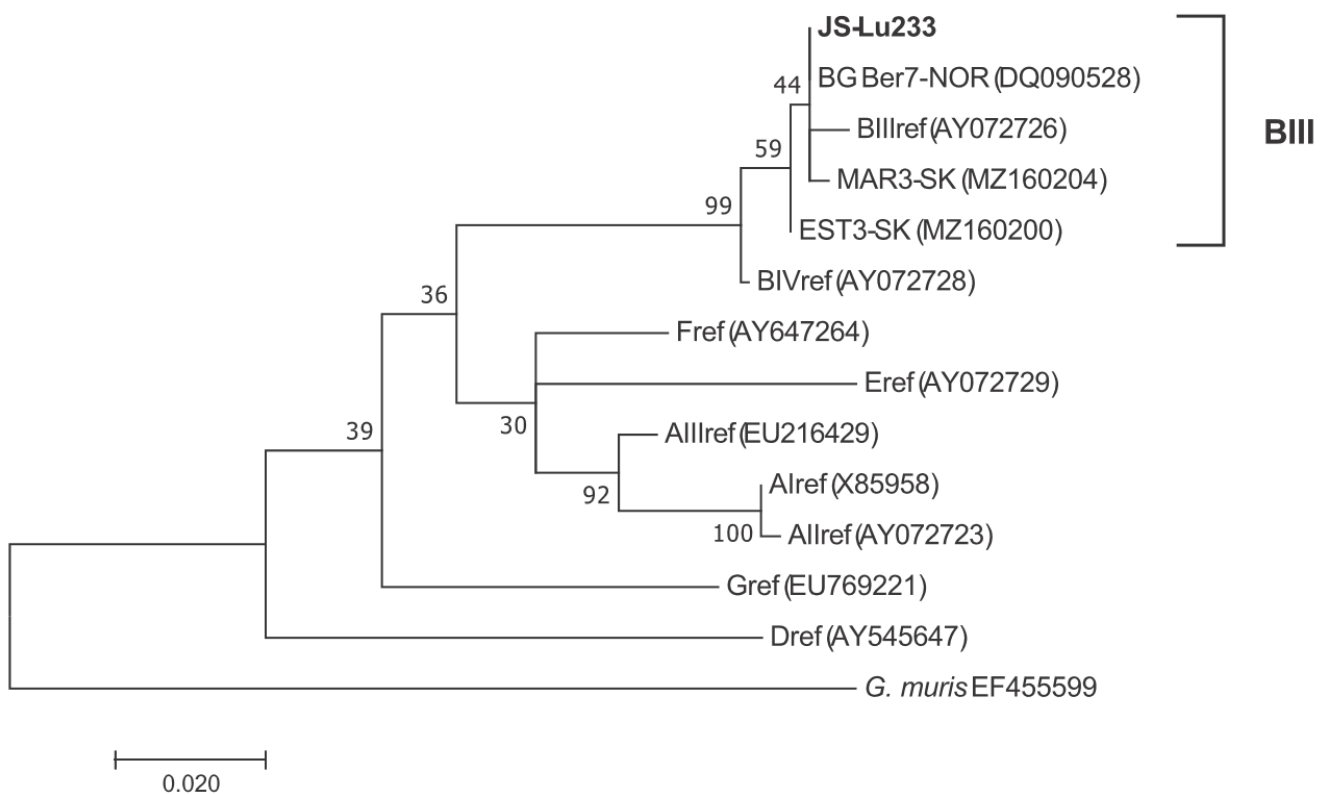 JS-Lu233
44
BG Ber7-NOR (DQ090528)
BIIIref (AY072726)
BIII
59
MAR3-SK (MZ160204)
99
EST3-SK (MZ160200)
BIVref (AY072728)
36
Fref (AY647264)
Eref (AY072729)
30
39
AIIIref (EU216429)
AIref (X85958)
92
100
AIIref (AY072723)
Gref (EU769221)
Dref (AY545647)
G. muris EF455599
0.020